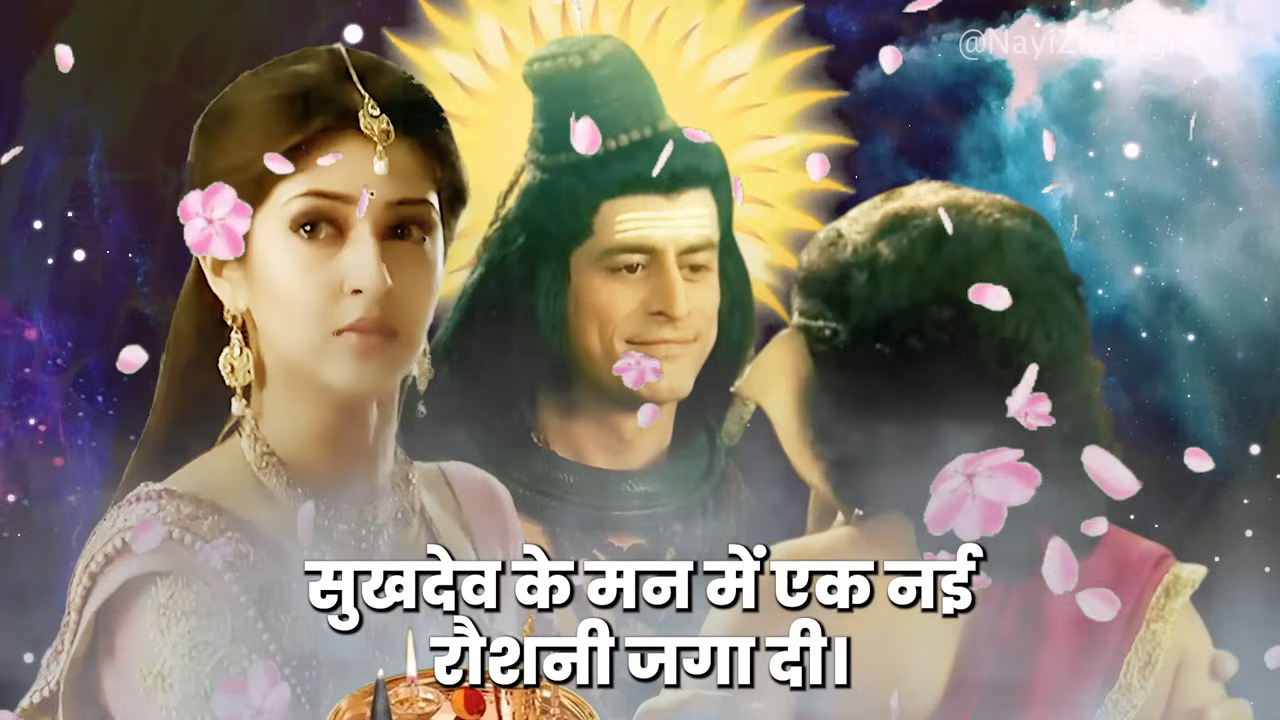 सुखदेव के मन में एक नई
रौशनी जगा दी।